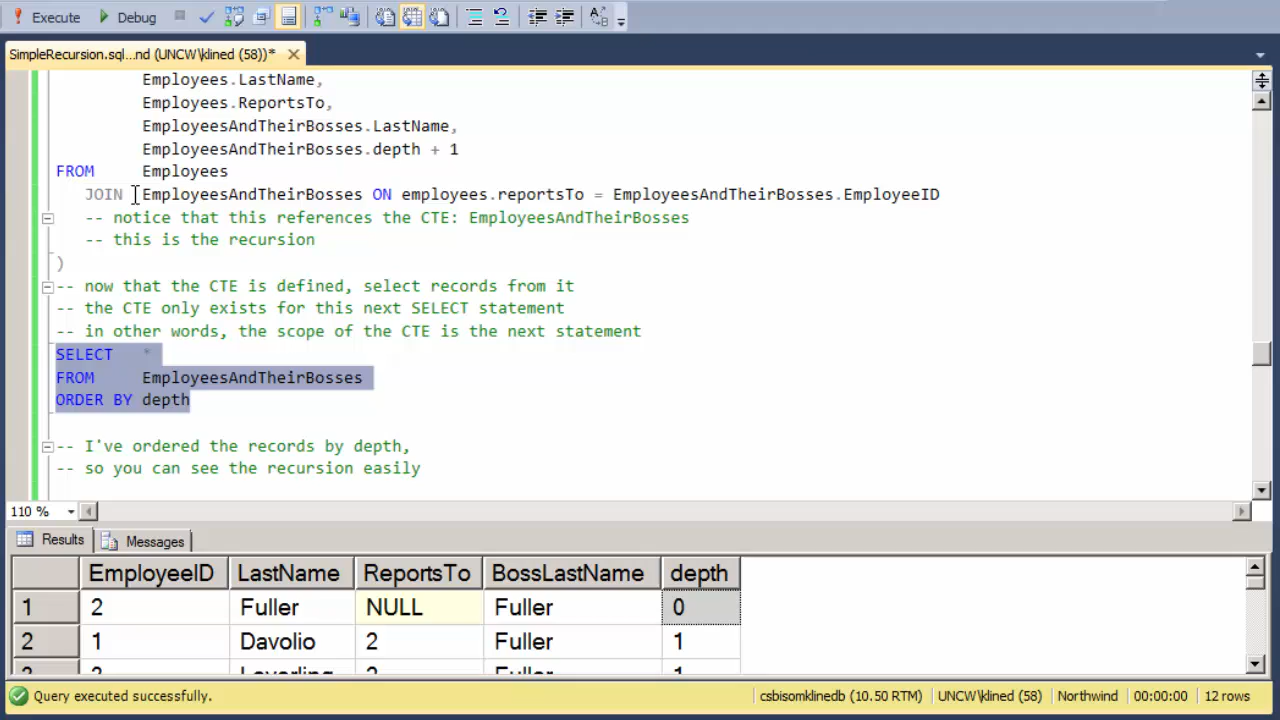 Execute Debug
SimpleRecursion.sql...nd (UNCW\klined (58))*
Employees.LastName,
Employees.ReportsTo,
EmployeesAndTheirBosses.LastName,
EmployeesAndTheirBosses.depth + 1
FROM Employees
JOIN EmployeesAndTheirBosses ON employees.reportsTo = EmployeesAndTheirBosses.EmployeeID
-- notice that this references the CTE: EmployeesAndTheirBosses
-- this is the recursion
)
-- now that the CTE is defined, select records from it
-- the CTE only exists for this next SELECT statement
-- in other words, the scope of the CTE is the next statement
SELECT *
FROM EmployeesAndTheirBosses
ORDER BY depth
-- I've ordered the records by depth,
-- so you can see the recursion easily
110 %
Results Messages
EmployeeID LastName ReportsTo BossLastName depth
1 2 Fuller NULL Fuller 0
2 1 Davolio 2 Fuller 1
3 3 Leverling 2 Fuller 1
Query executed successfully. csbisomklinedb (10.50 RTM) UNCW\klined (58) Northwind 00:00:00 12 rows